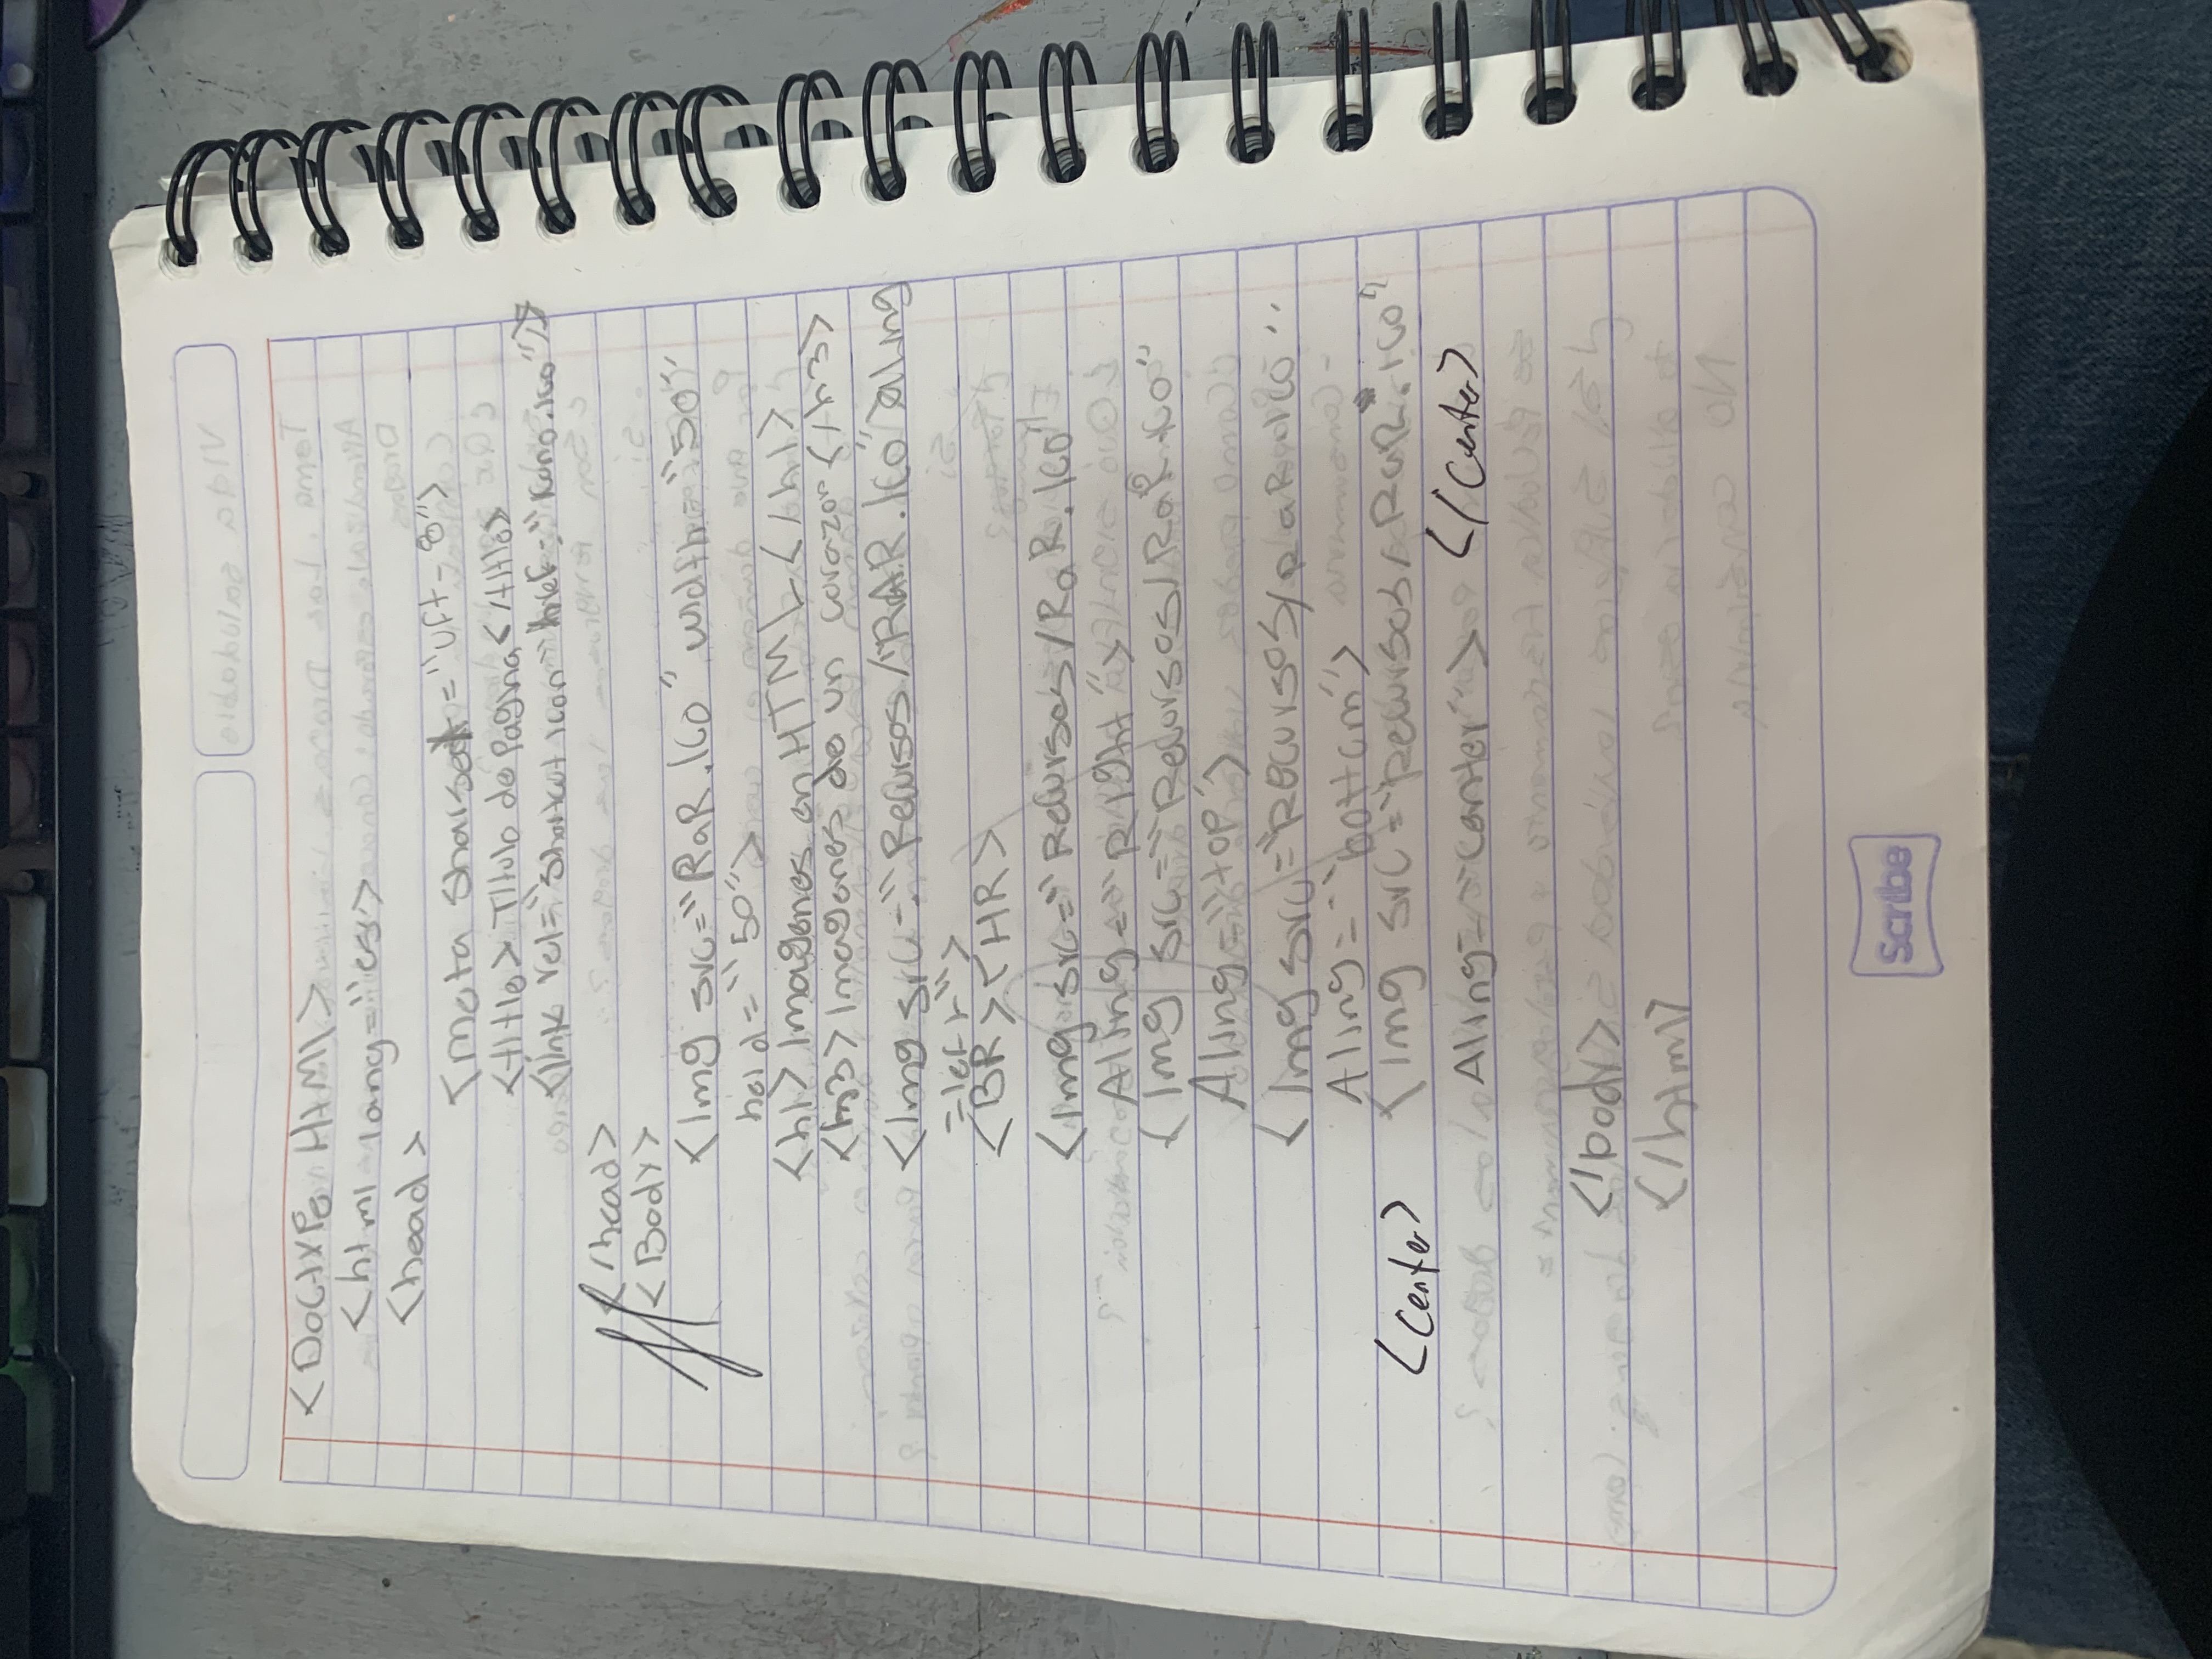 <Doctype HtMl>
<html lang="es">
<head>
<meta sharset="uft-8">
<title> Titulo de Pagina </title>
<link rel="Shortcut icon" href="Kono.ico"/>
</head>
<Body>
<Img src="RaR.Ico" width="50"
heid="50">
<h1> Imagenes en HTML </h1>
<h3> Imagenes de un corazon </h3>
<Img src="Recursos/RAR.Ico" aling
=left">
<BR><HR>
<Img src="Recursos/RaR.Ico"
Aling="Right">
<Img src="Recursos/RaR.Ico"
Aling="top">
<Img src="Recursos/RaR.Ico"
Aling="bottom">
<center> <Img src="Recursos/RaR.ico"
Aling="center"> </center>
</body>
</html>
Scribe